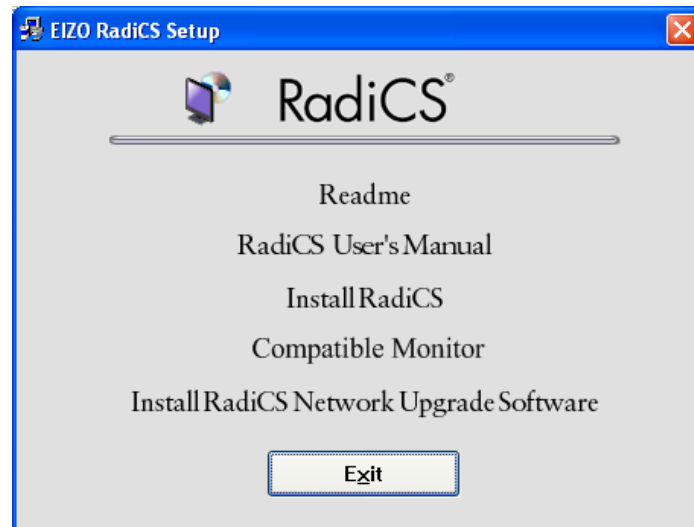 EIZO RadiCS Setup
RadiCS®
Readme
RadiCS User's Manual
Install RadiCS
Compatible Monitor
Install RadiCS Network Upgrade Software
Exit